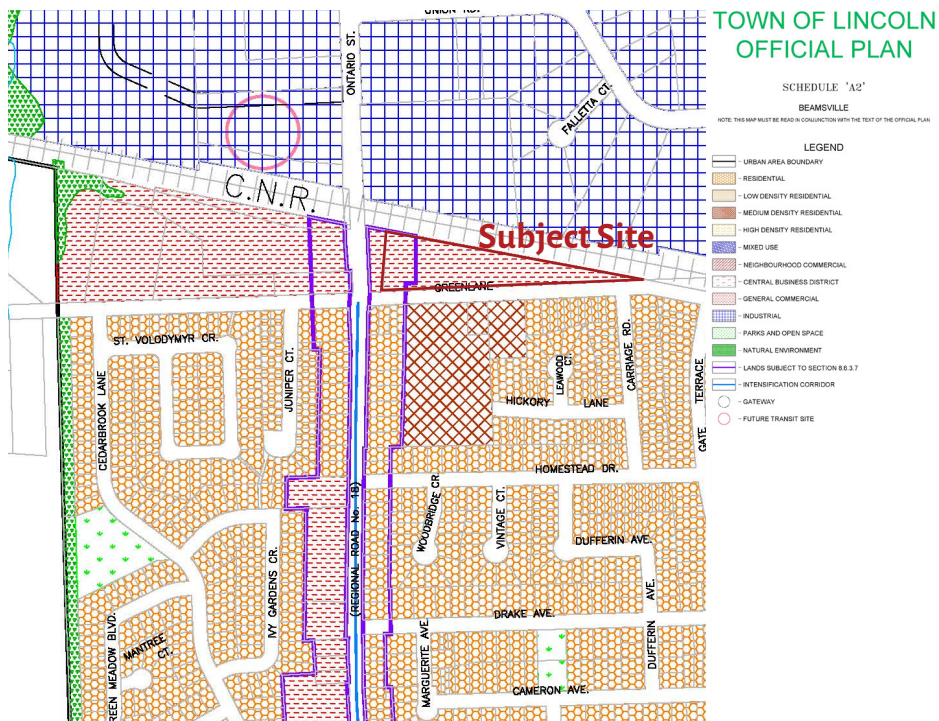 UNION RD.
TOWN OF LINCOLN
OFFICIAL PLAN
SCHEDULE 'A2'
BEAMSVILLE
NOTE: THIS MAP MUST BE READ IN CONJUNCTION WITH THE TEXT OF THE OFFICIAL PLAN
LEGEND
- URBAN AREA BOUNDARY
- RESIDENTIAL
- LOW DENSITY RESIDENTIAL
- MEDIUM DENSITY RESIDENTIAL
- HIGH DENSITY RESIDENTIAL
- MIXED USE
- NEIGHBOURHOOD COMMERCIAL
- CENTRAL BUSINESS DISTRICT
- GENERAL COMMERCIAL
- INDUSTRIAL
- PARKS AND OPEN SPACE
- NATURAL ENVIRONMENT
- LANDS SUBJECT TO SECTION 8.6.3.7
- INTENSIFICATION CORRIDOR
- GATEWAY
- FUTURE TRANSIT SITE
ONTARIO ST.
FALLETTA CT.
C.N.R.
Subject Site
GREENLANE
ST. VOLODYMYR CR.
CEDARBROOK LANE
JUNIPER CT.
LEAWOOD
CT.
CARRIAGE RD.
TERRACE
GATE
HICKORY LANE
HOMESTEAD DR.
(REGIONAL ROAD No. 18)
WOODBRIDGE CR.
VINTAGE CT.
DUFFERIN AVE.
IVY GARDENS CR.
DRAKE AVE.
DUFFERIN AVE.
MARGUERITE AVE.
REEN MEADOW BLVD.
MANTREE
CT.
CAMERON AVE.